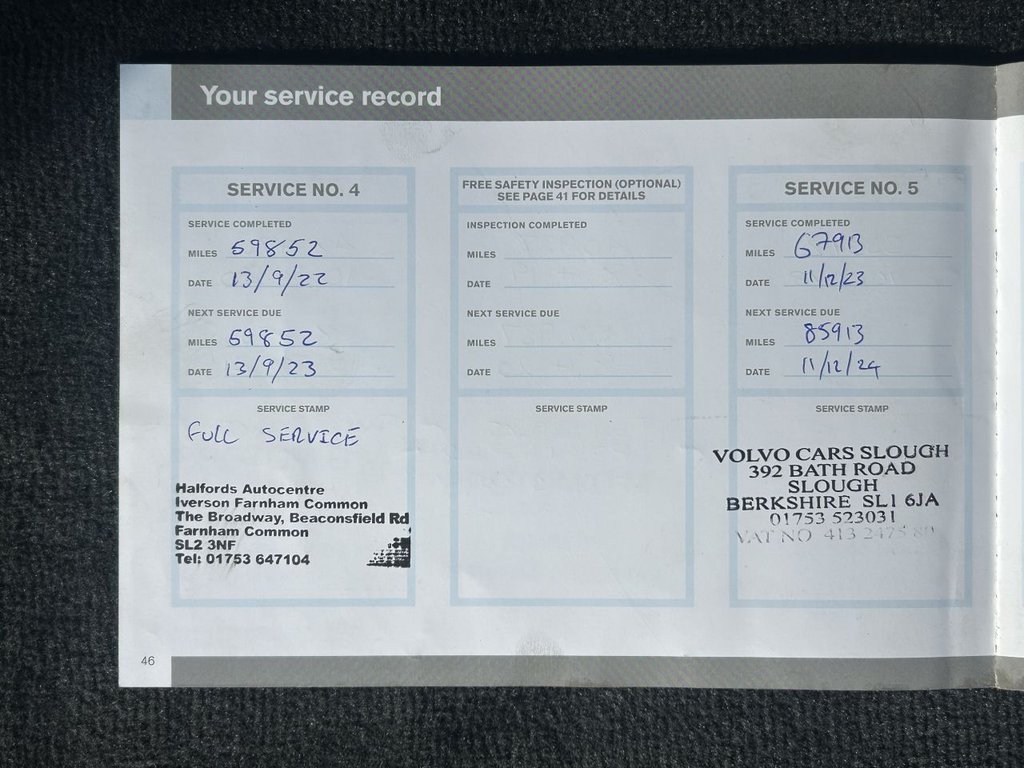 Your service record
SERVICE NO. 4
SERVICE COMPLETED
MILES 59852
DATE 13/9/22
NEXT SERVICE DUE
MILES 69852
DATE 13/9/23
SERVICE STAMP
FULL SERVICE
Halfords Autocentre
Iverson Farnham Common
The Broadway, Beaconsfield Rd
Farnham Common
SL2 3NF
Tel: 01753 647104
FREE SAFETY INSPECTION (OPTIONAL)
SEE PAGE 41 FOR DETAILS
INSPECTION COMPLETED
MILES
DATE
NEXT SERVICE DUE
MILES
DATE
SERVICE STAMP
SERVICE NO. 5
SERVICE COMPLETED
MILES 67913
DATE 11/12/23
NEXT SERVICE DUE
MILES 85913
DATE 11/12/24
SERVICE STAMP
VOLVO CARS SLOUGH
392 BATH ROAD
SLOUGH
BERKSHIRE SL1 6JA
01753 523031
VAT NO 413 2475
46